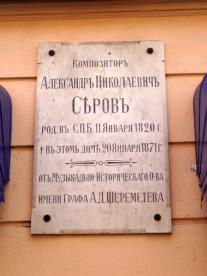 Композиторъ
Александръ Николаевичъ
Сѣровъ
род. въ С.П.Б. 11 Января 1820 г.
† въ этомъ домѣ 20 Января 1871 г.
отъ Музыкально-Историческаго О-ва
имени Графа А.Д. Шереметева